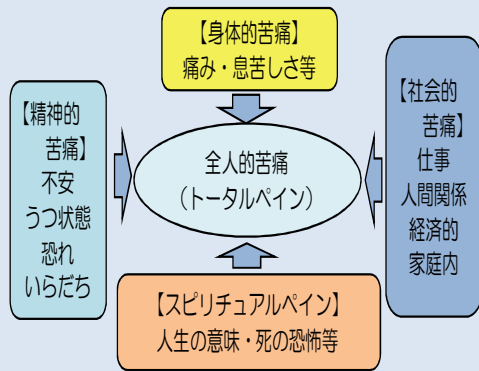 【身体的苦痛】
痛み・息苦しさ等
【精神的
苦痛】
不安
うつ状態
恐れ
いらだち
全人的苦痛
（トータルペイン）
【社会的
苦痛】
仕事
人間関係
経済的
家庭内
【スピリチュアルペイン】
人生の意味・死の恐怖等